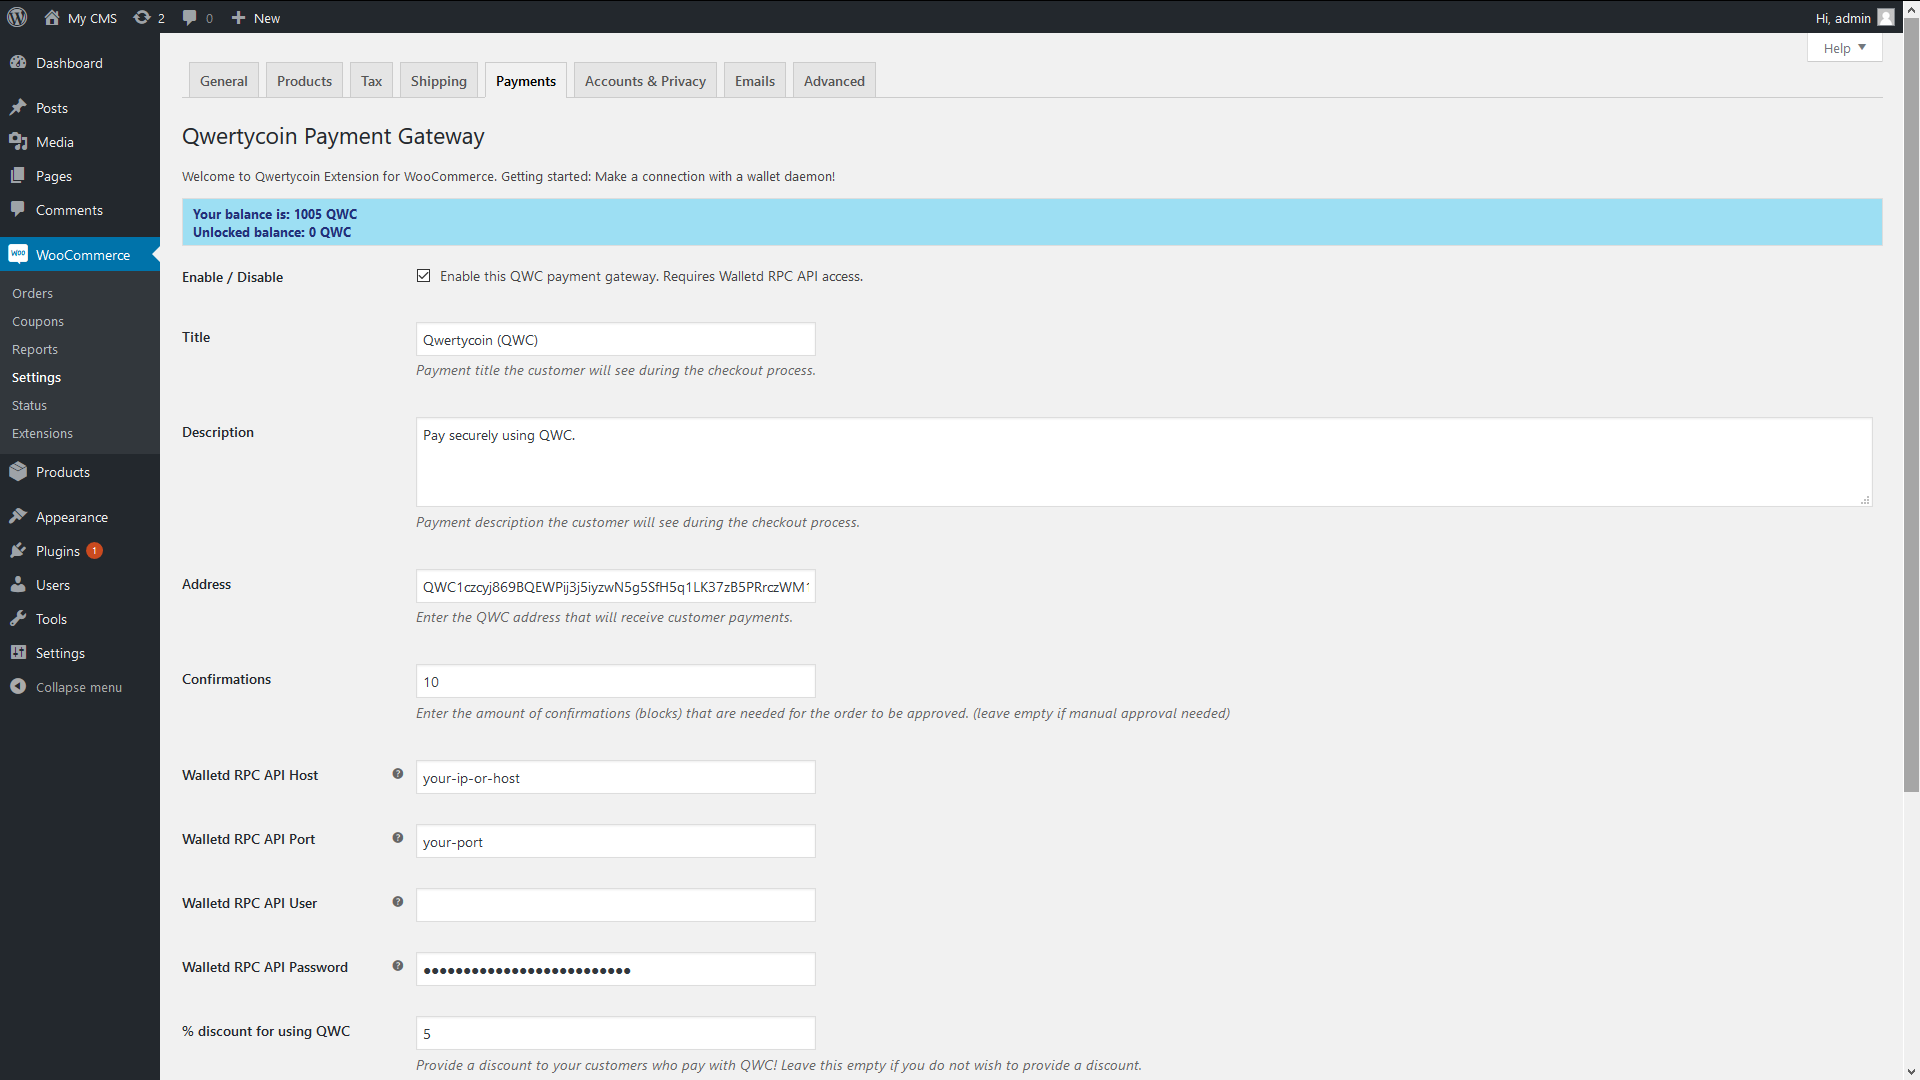 My CMS 2 0 New Hi, admin
Help
Dashboard
Posts
Media
Pages
Comments
WooCommerce
Orders
Coupons
Reports
Settings
Status
Extensions
Products
Appearance
Plugins 1
Users
Tools
Settings
Collapse menu
General Products Tax Shipping Payments Accounts & Privacy Emails Advanced
Qwertycoin Payment Gateway
Welcome to Qwertycoin Extension for WooCommerce. Getting started: Make a connection with a wallet daemon!
Your balance is: 1005 QWC
Unlocked balance: 0 QWC
Enable / Disable Enable this QWC payment gateway. Requires Walletd RPC API access.
Title Qwertycoin (QWC)
Payment title the customer will see during the checkout process.
Description Pay securely using QWC.
Payment description the customer will see during the checkout process.
Address QWC1czcyj869BQEWPij3j5iyzwN5g5SfH5q1LK37zB5PRrczWM1
Enter the QWC address that will receive customer payments.
Confirmations 10
Enter the amount of confirmations (blocks) that are needed for the order to be approved. (leave empty if manual approval needed)
Walletd RPC API Host your-ip-or-host
Walletd RPC API Port your-port
Walletd RPC API User
Walletd RPC API Password ••••••••••••••••••••••••••
% discount for using QWC 5
Provide a discount to your customers who pay with QWC! Leave this empty if you do not wish to provide a discount.